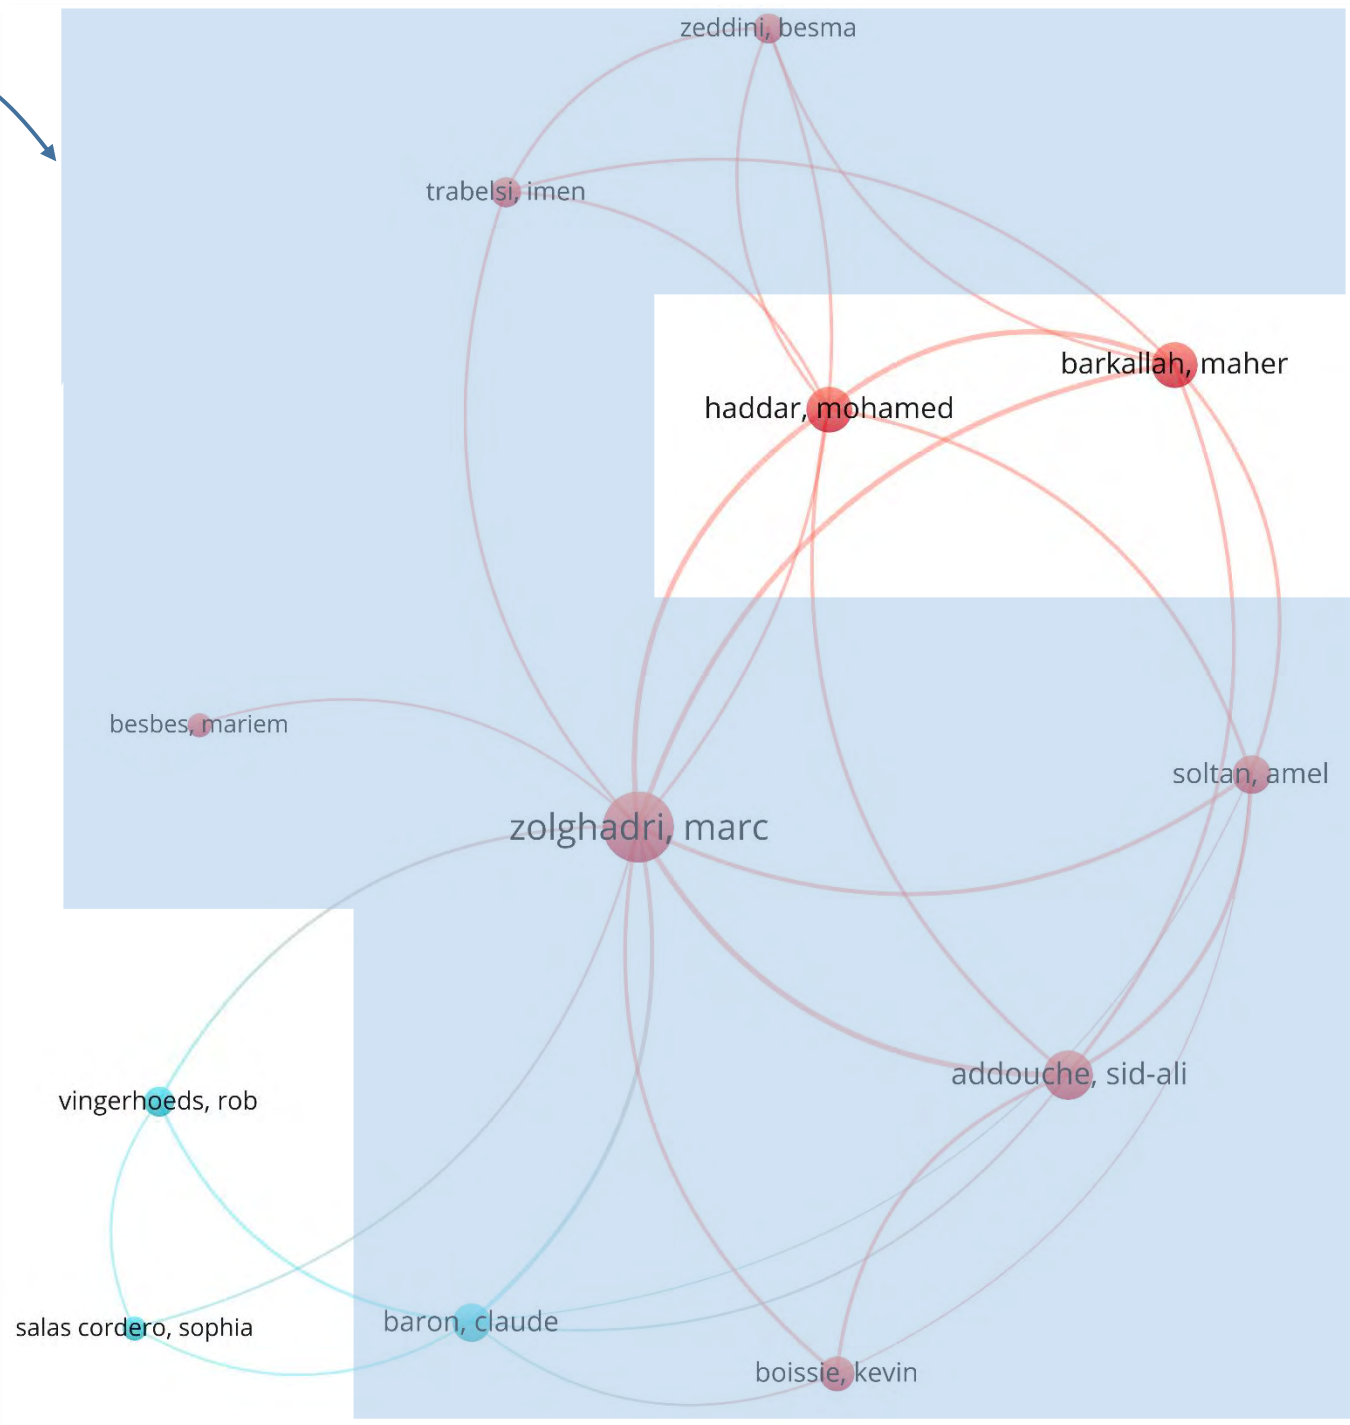 zeddini, besma
trabelsi, imen
barkallah, maher
haddar, mohamed
besbes, mariem
soltan, amel
zolghadri, marc
addouche, sid-ali
vingerhoeds, rob
baron, claude
salas cordero, sophia
boissie, kevin